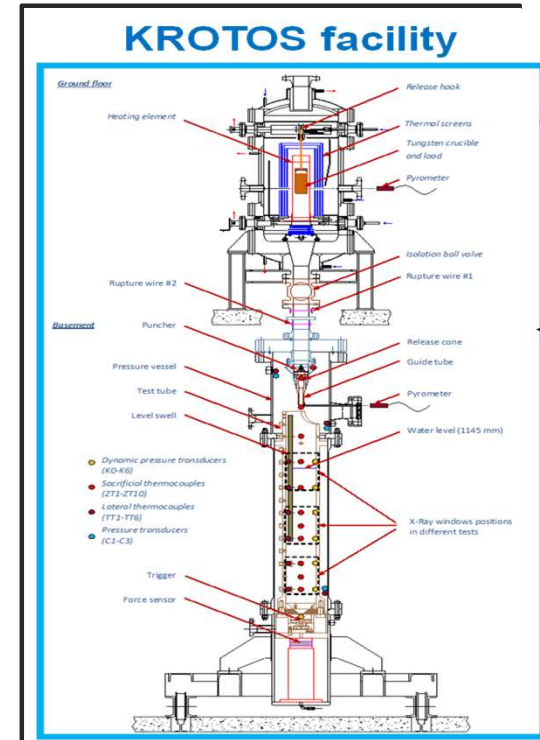 KROTOS facility
Ground floor
Release hook
Heating element
Thermal screens
Tungsten crucible
and load
Pyrometer
Isolation ball valve
Rupture wire #2
Rupture wire #1
Basement
Puncher
Release cone
Guide tube
Pressure vessel
Pyrometer
Test tube
Level swell
Water level (1145 mm)
Dynamic pressure transducers
(K0-K6)
Sacrificial thermocouples
(ZT1-ZT10)
Lateral thermocouples
(TT1-TT6)
Pressure transducers
(C1-C3)
X-Ray windows positions
in different tests
Trigger
Force sensor